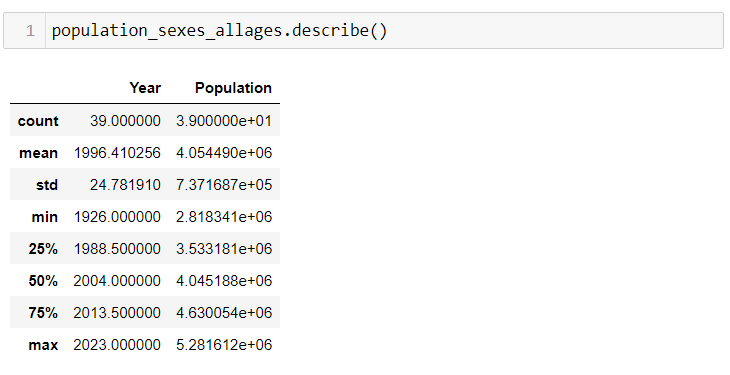 1 population_sexes_allages.describe()
Year Population
count 39.000000 3.900000e+01
mean 1996.410256 4.054490e+06
std 24.781910 7.371687e+05
min 1926.000000 2.818341e+06
25% 1988.500000 3.533181e+06
50% 2004.000000 4.045188e+06
75% 2013.500000 4.630054e+06
max 2023.000000 5.281612e+06